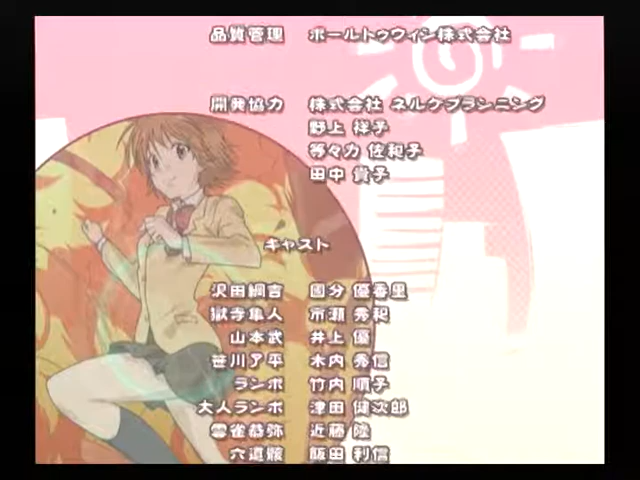 品質管理 ポールトゥウィン株式会社
開発協力 株式会社 ネルケプランニング
野上 祥子
等々力 佐和子
田中 貴子
キャスト
沢田綱吉 國分 優香里
獄寺隼人 市瀬 秀和
山本武 井上 優
笹川了平 木内 秀信
ランボ 竹内 順子
大人ランボ 津田 健次郎
雲雀恭弥 近藤 隆
六道骸 飯田 利信